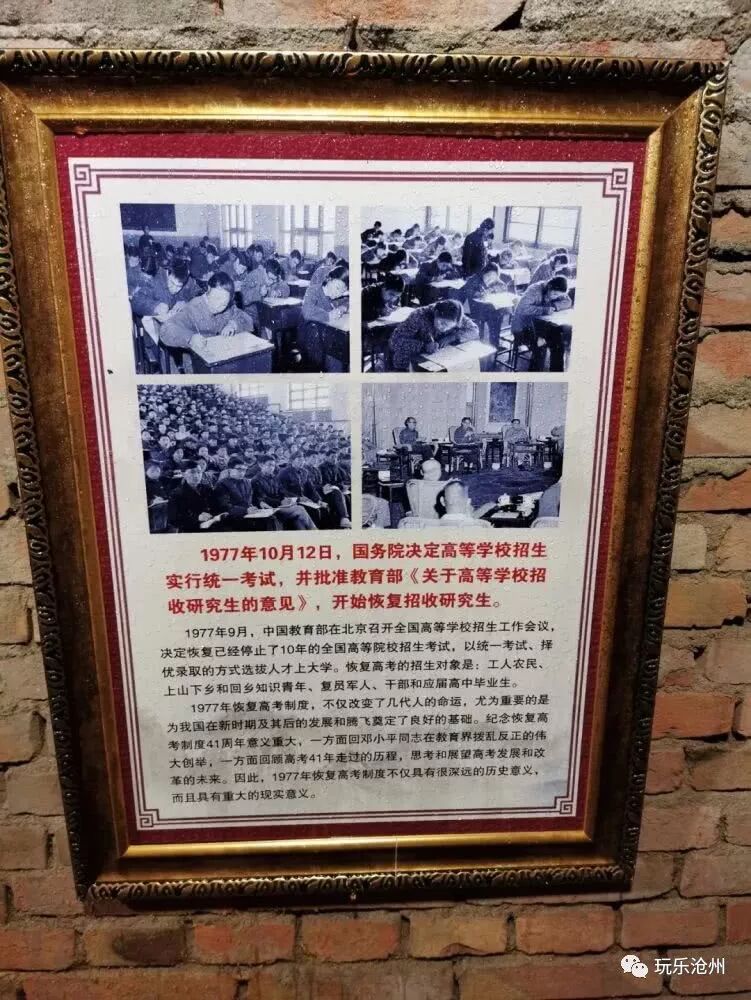 1977年10月12日，国务院决定高等学校招生
实行统一考试，并批准教育部《关于高等学校招
收研究生的意见》，开始恢复招收研究生。
1977年9月，中国教育部在北京召开全国高等学校招生工作会议，
决定恢复已经停止了10年的全国高等院校招生考试，以统一考试、择
优录取的方式选拔人才上大学。恢复高考的招生对象是：工人农民、
上山下乡和回乡知识青年、复员军人、干部和应届高中毕业生。
1977年恢复高考制度，不仅改变了几代人的命运，尤为重要的是
为我国在新时期及其后的发展和腾飞奠定了良好的基础。纪念恢复高
考制度41周年意义重大，一方面回邓小平同志在教育界拨乱反正的伟
大创举，一方面回顾高考41年走过的历程，思考和展望高考发展和改
革的未来。因此，1977年恢复高考制度不仅具有很深远的历史意义，
而且具有重大的现实意义。
玩乐沧州